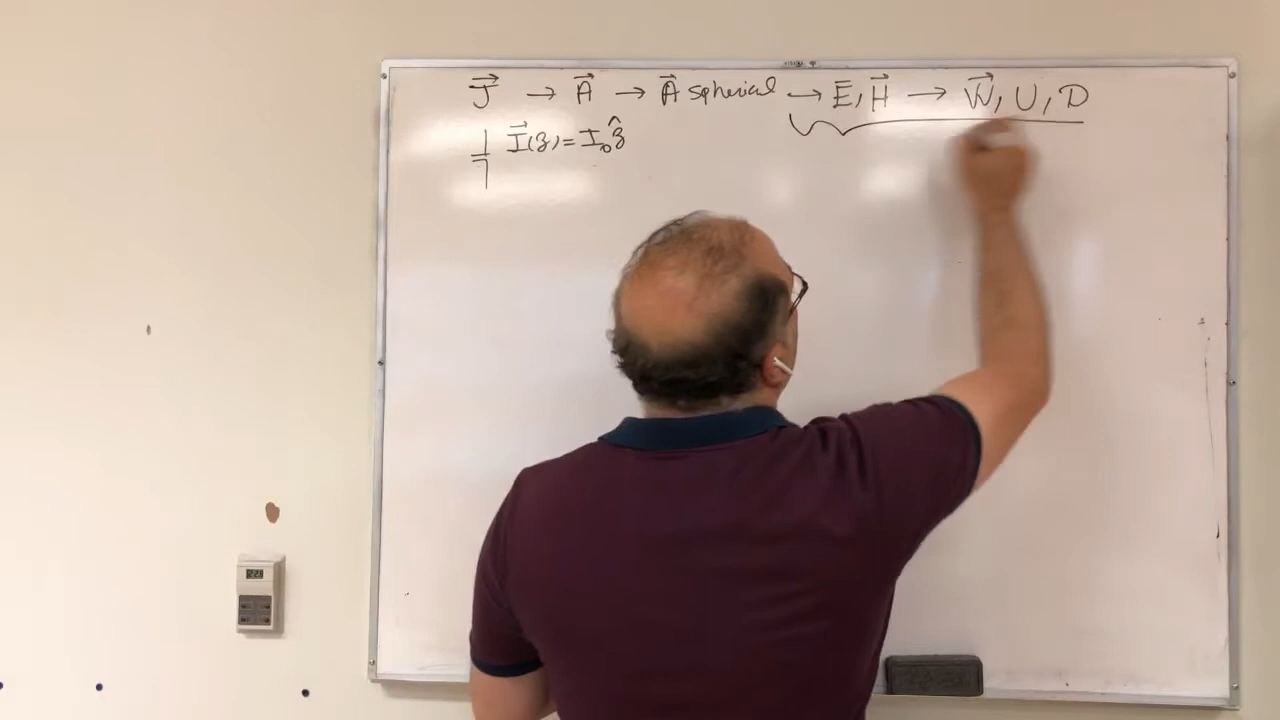 J⃗ → A⃗ → A⃗ spherical → E̅, H⃗ → W⃗, U, D
I⃗(z) = I₀ẑ